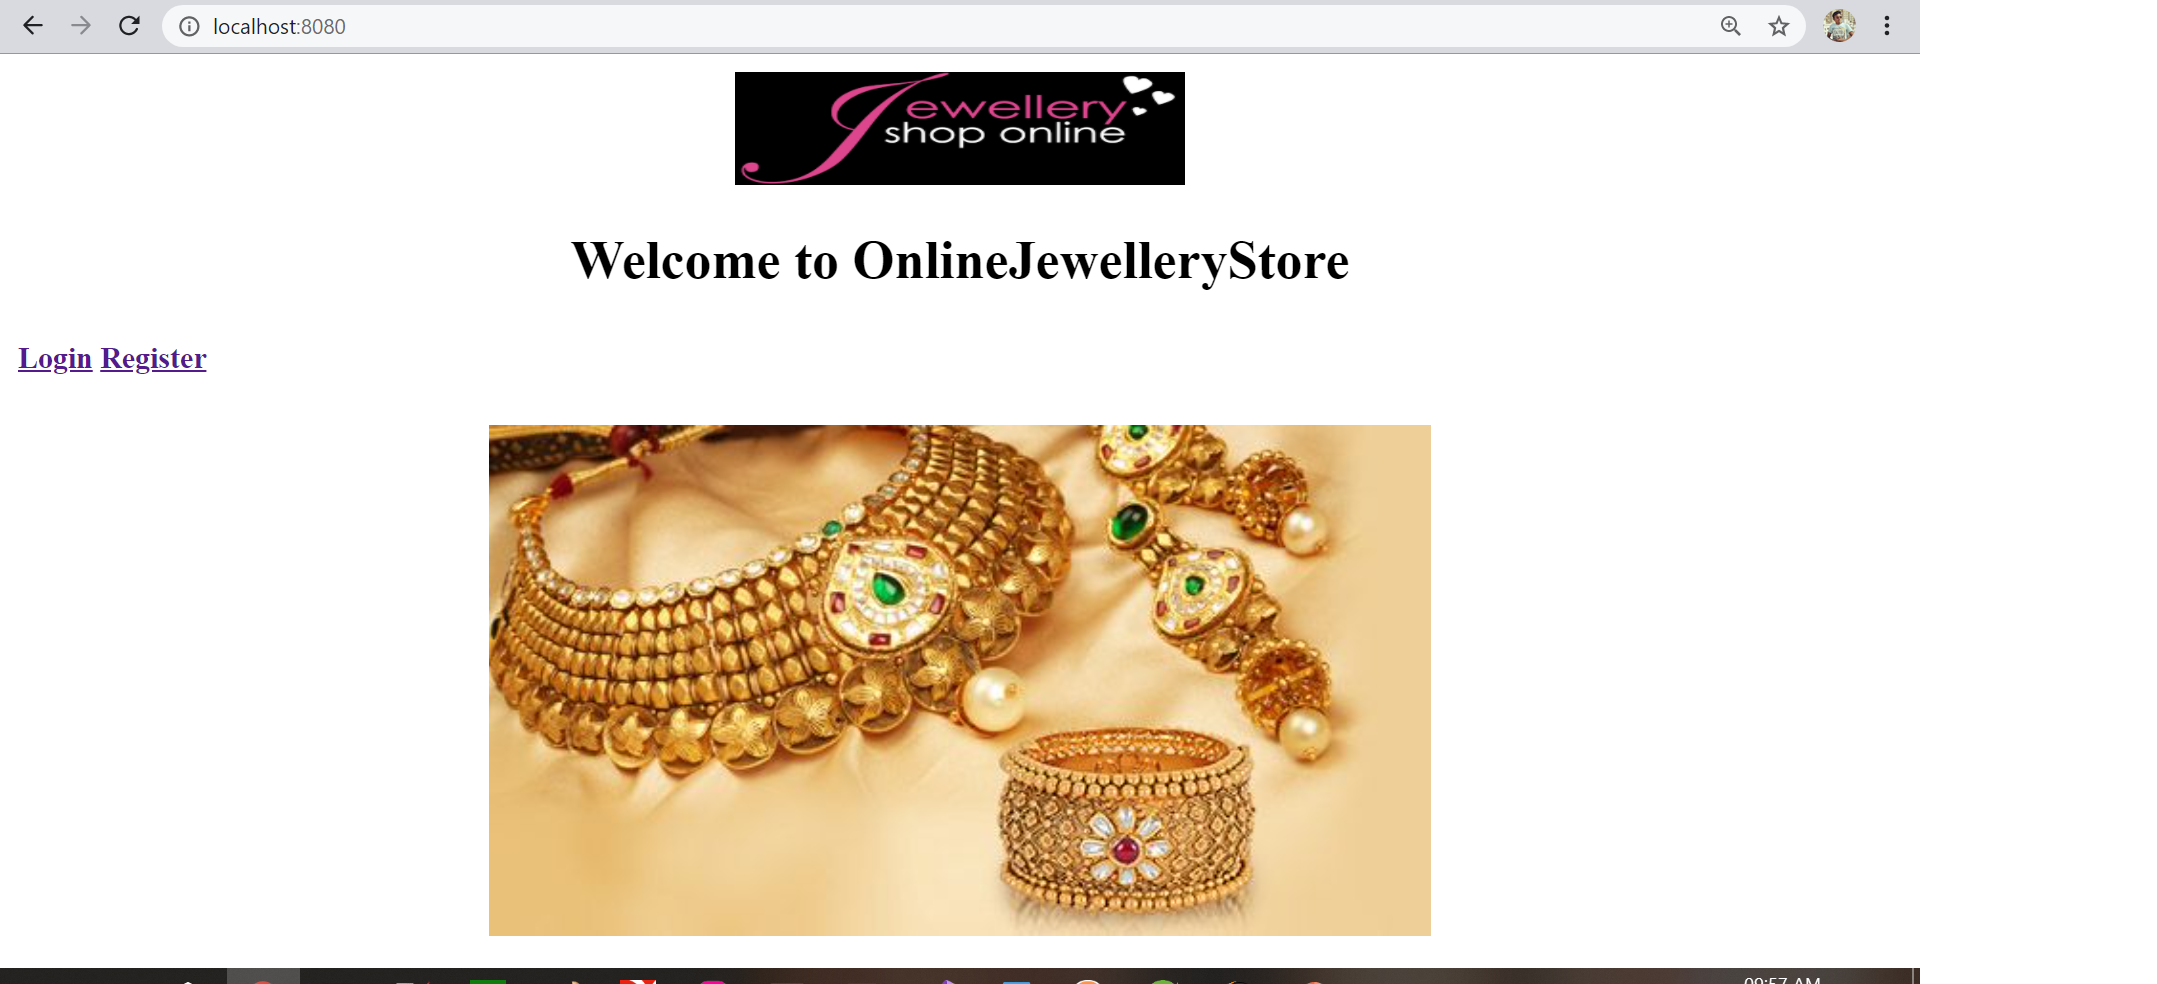 localhost:8080
Jewellery
shop online
Welcome to OnlineJewelleryStore
Login Register